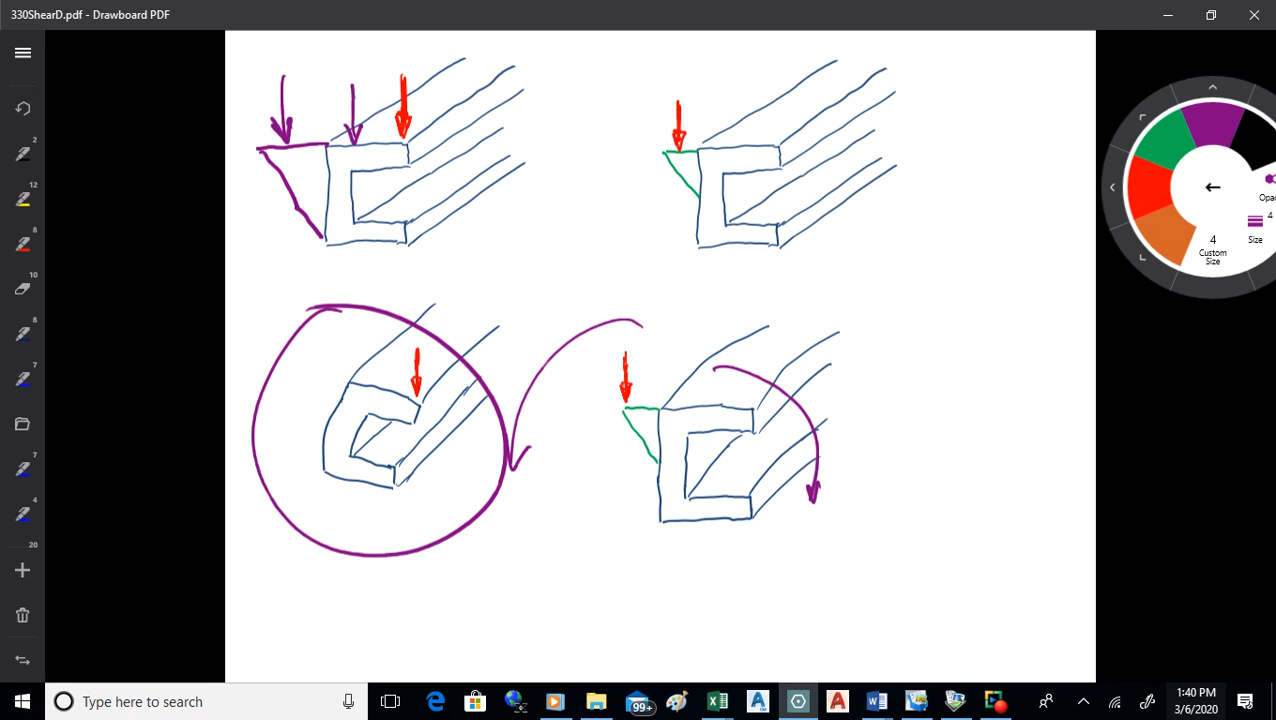 330ShearD.pdf - Drawboard PDF
2
12
8
10
8
7
7
4
20
4
Custom
Size
Opac
4
Size
Type here to search
99+
1:40 PM
3/6/2020